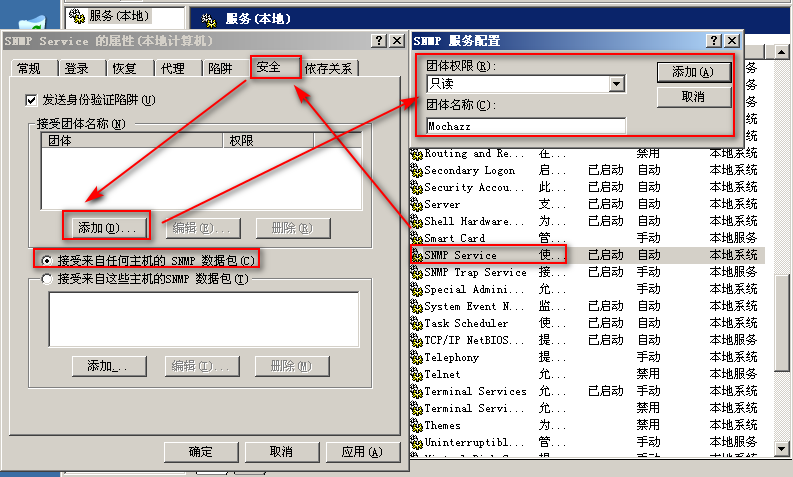 服务(本地)
服务(本地)
SNMP Service 的属性(本地计算机)
常规
登录
恢复
代理
陷阱
安全
依存关系
发送身份验证陷阱(U)
接受团体名称(N)
团体
权限
添加(D)...
编辑(E)...
删除(R)
接受来自任何主机的 SNMP 数据包(C)
接受来自这些主机的SNMP 数据包(T)
添加...
编辑(I)...
删除(M)
确定
取消
应用(A)
SNMP 服务配置
团体权限(R):
只读
团体名称(C):
Mochazz
添加(A)
取消
Routing and Re... 在... 禁用 本地系统
Secondary Logon 启... 已启动 自动 本地系统
Security Accou... 此... 已启动 自动 本地系统
Server 支... 已启动 自动 本地系统
Shell Hardware... 为... 已启动 自动 本地系统
Smart Card 管... 手动 本地服务
SNMP Service 使... 已启动 自动 本地系统
SNMP Trap Service 接... 已启动 自动 本地服务
Special Admini... 允... 手动 本地系统
System Event N... 监... 已启动 自动 本地系统
Task Scheduler 使... 已启动 自动 本地系统
TCP/IP NetBIOS... 提... 已启动 自动 本地服务
Telephony 提... 手动 本地系统
Telnet 允... 禁用 本地服务
Terminal Services 允... 已启动 手动 本地系统
Terminal Servi... 允... 禁用 本地系统
Themes 为... 禁用 本地系统
Uninterruptibl... 管... 手动 本地服务